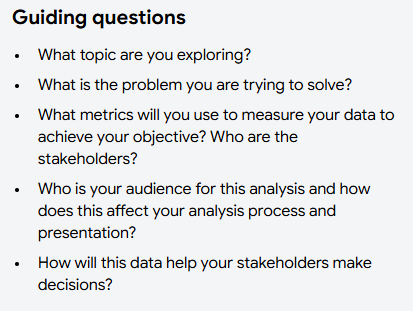 Guiding questions
• What topic are you exploring?
• What is the problem you are trying to solve?
• What metrics will you use to measure your data to
achieve your objective? Who are the
stakeholders?
• Who is your audience for this analysis and how
does this affect your analysis process and
presentation?
• How will this data help your stakeholders make
decisions?